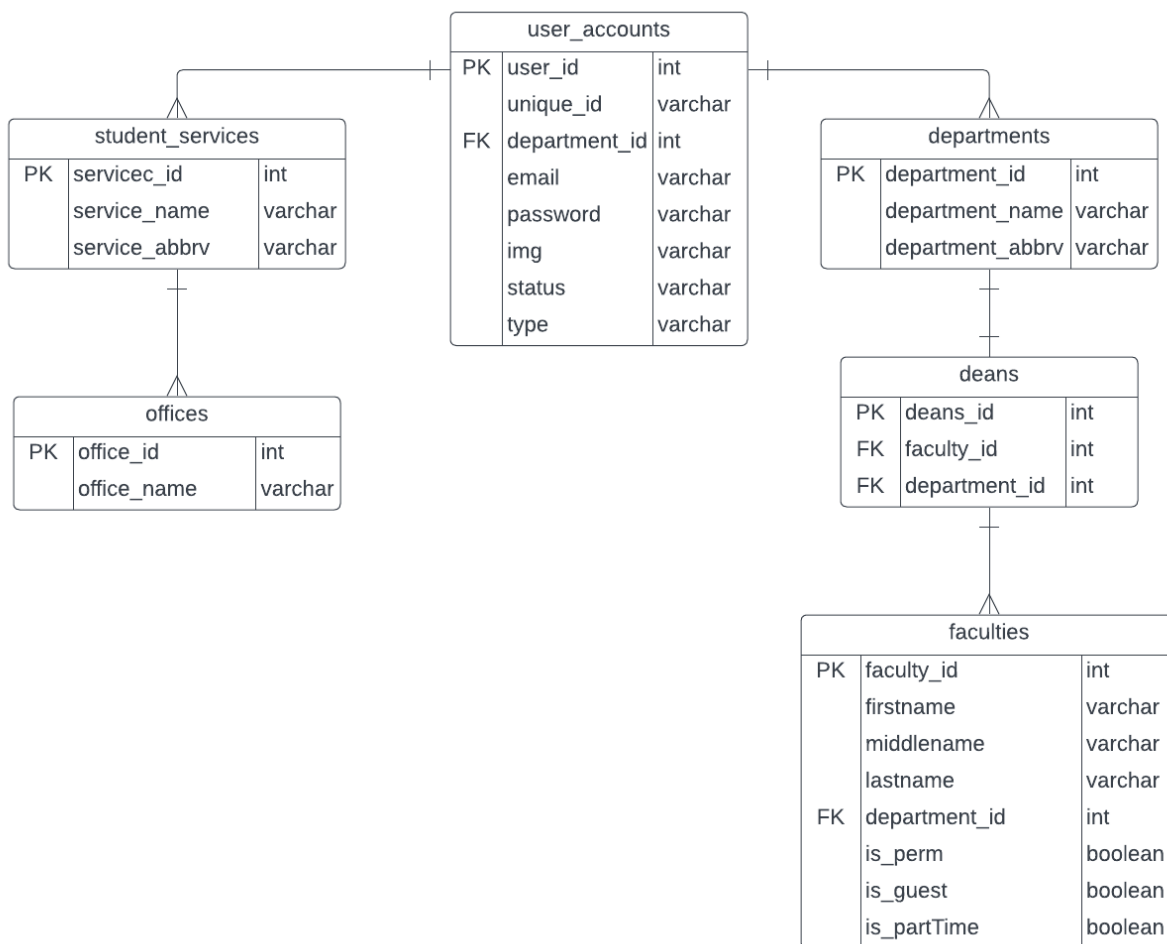 user_accounts
PK user_id int
unique_id varchar
FK department_id int
email varchar
password varchar
img varchar
status varchar
type varchar
student_services
PK servicec_id int
service_name varchar
service_abbrv varchar
departments
PK department_id int
department_name varchar
department_abbrv varchar
offices
PK office_id int
office_name varchar
deans
PK deans_id int
FK faculty_id int
FK department_id int
faculties
PK faculty_id int
firstname varchar
middlename varchar
lastname varchar
FK department_id int
is_perm boolean
is_guest boolean
is_partTime boolean